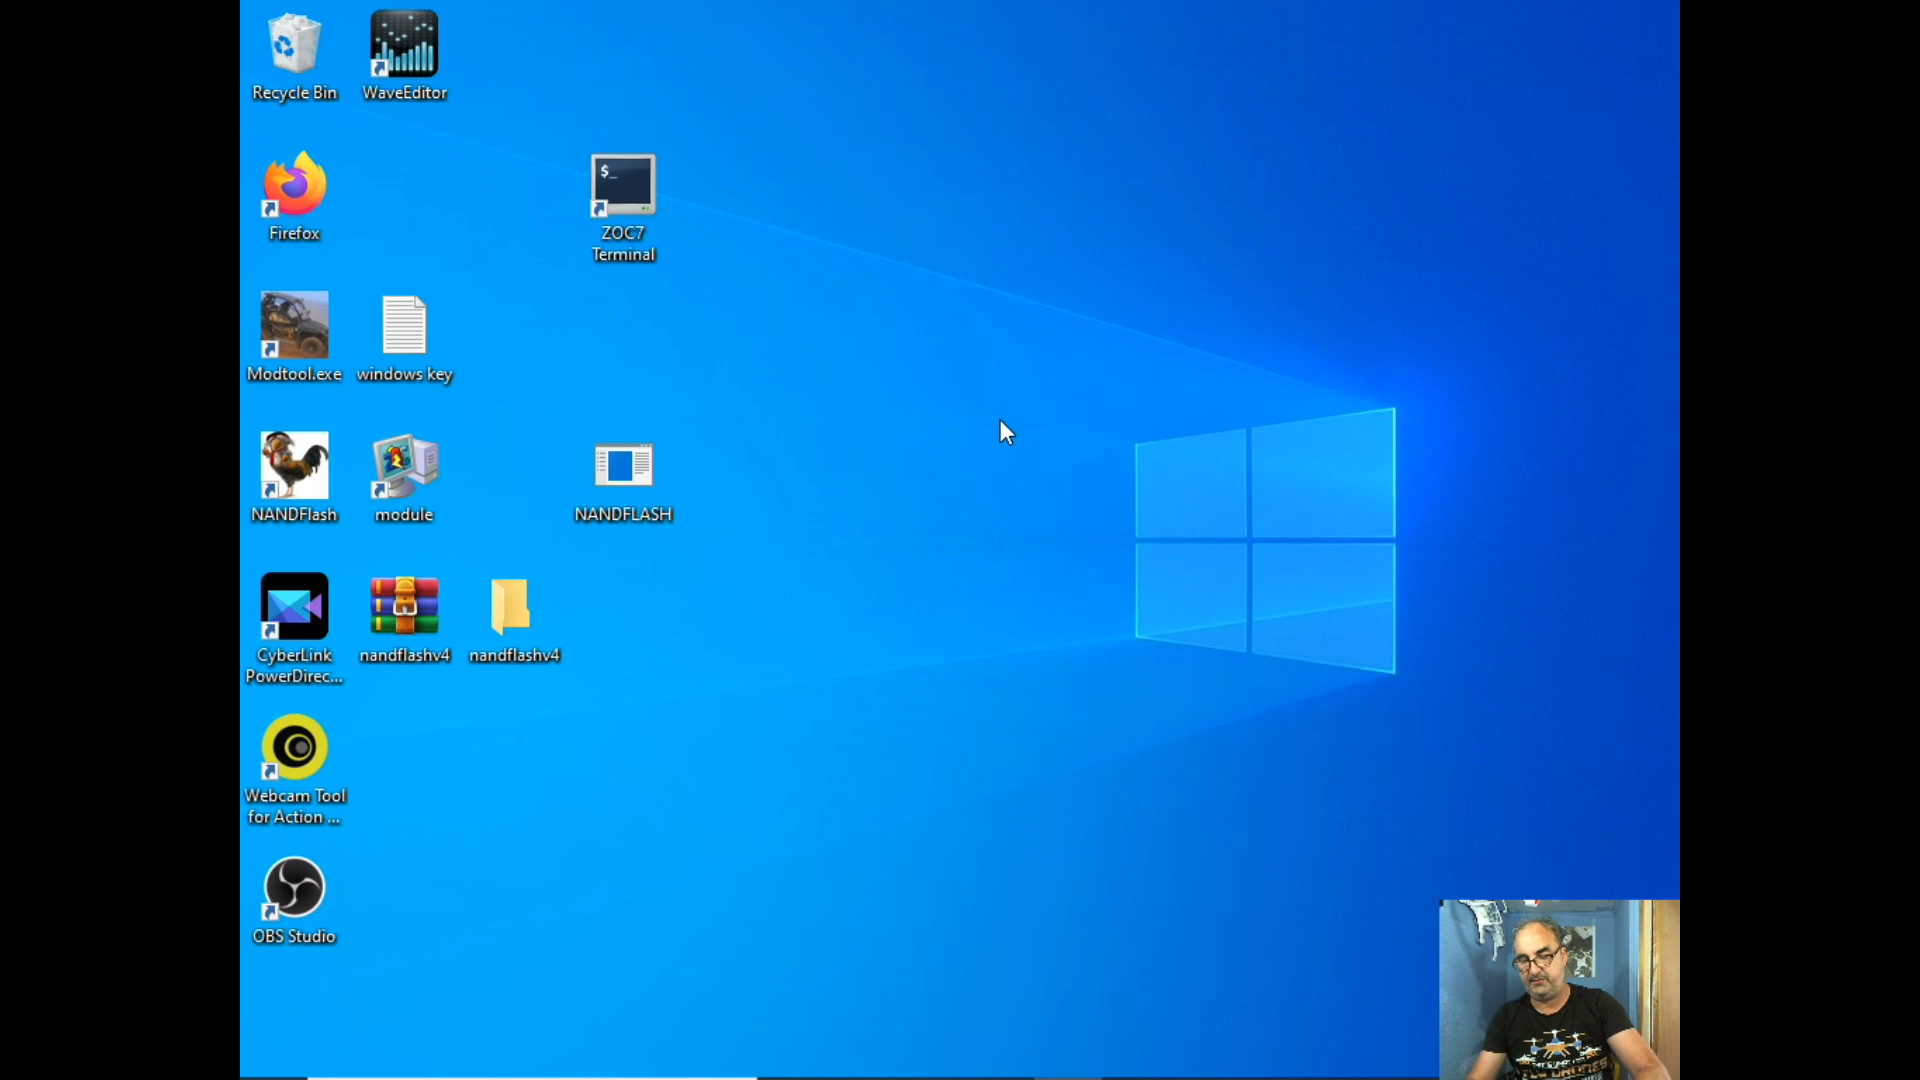 Recycle Bin
WaveEditor
Firefox
$_
ZOC7
Terminal
Modtool.exe
windows key
NANDFlash
module
NANDFLASH
CyberLink
PowerDirec...
nandflashv4
nandflashv4
Webcam Tool
for Action ...
OBS Studio
DRONES